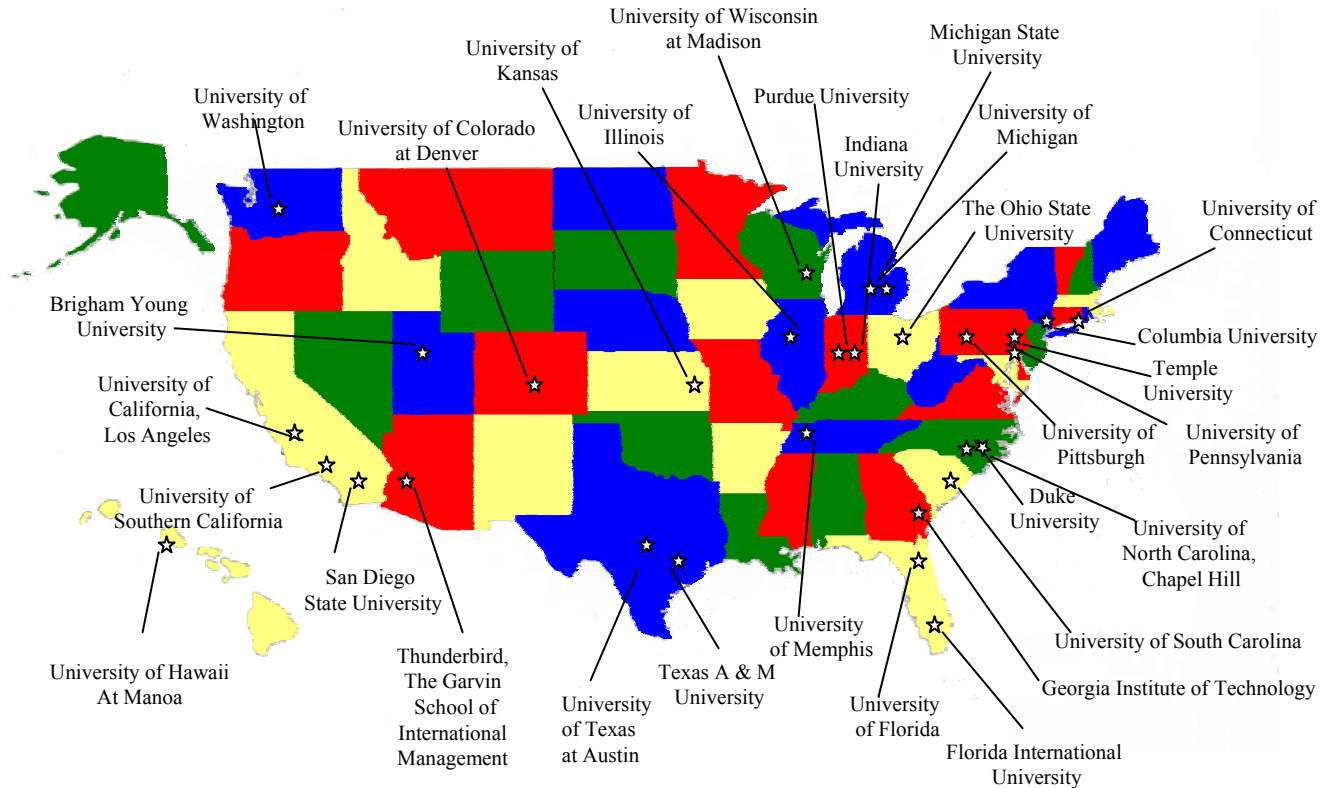 University of Wisconsin
at Madison
Michigan State
University
University of
Kansas
University of
Washington
Purdue University
University of
Illinois
University of
Michigan
University of Colorado
at Denver
Indiana
University
The Ohio State
University
University of
Connecticut
Brigham Young
University
Columbia University
Temple
University
University of
California,
Los Angeles
University of
Pittsburgh
University of
Pennsylvania
University of
Southern California
Duke
University
University of
North Carolina,
Chapel Hill
San Diego
State University
University
of Memphis
University of South Carolina
University of Hawaii
At Manoa
Thunderbird,
The Garvin
School of
International
Management
Texas A & M
University
Georgia Institute of Technology
University
of Texas
at Austin
University
of Florida
Florida International
University